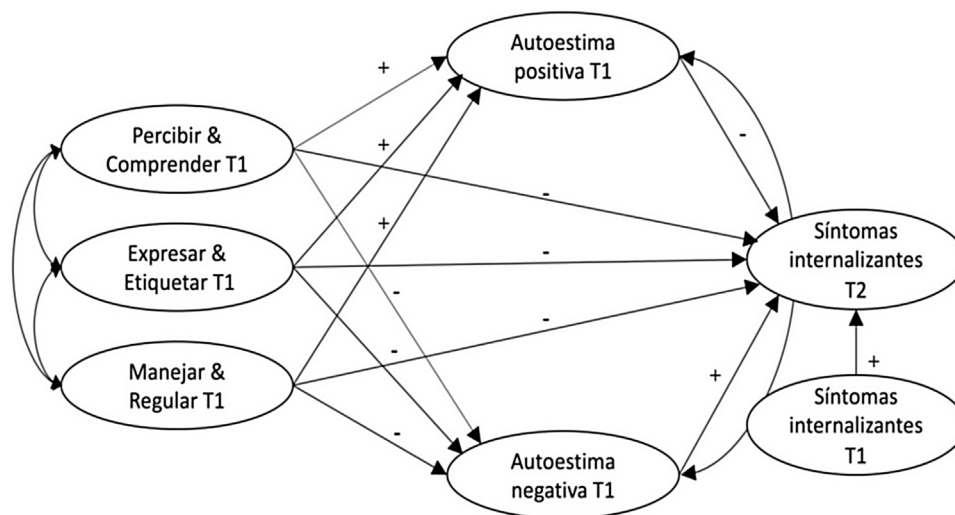 Autoestima
positiva T1
+
Percibir &
Comprender T1
+
-
-
+
Síntomas
internalizantes
T2
Expresar &
Etiquetar T1
-
-
-
+
Manejar &
Regular T1
-
+
Síntomas
internalizantes
T1
-
Autoestima
negativa T1